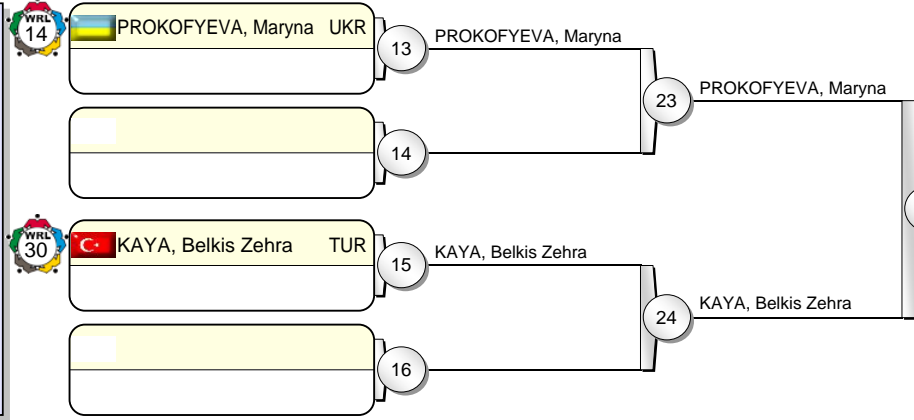 WRL
14
PROKOFYEVA, Maryna UKR
13
PROKOFYEVA, Maryna
23
PROKOFYEVA, Maryna
14
WRL
30
KAYA, Belkis Zehra TUR
15
KAYA, Belkis Zehra
24
KAYA, Belkis Zehra
16